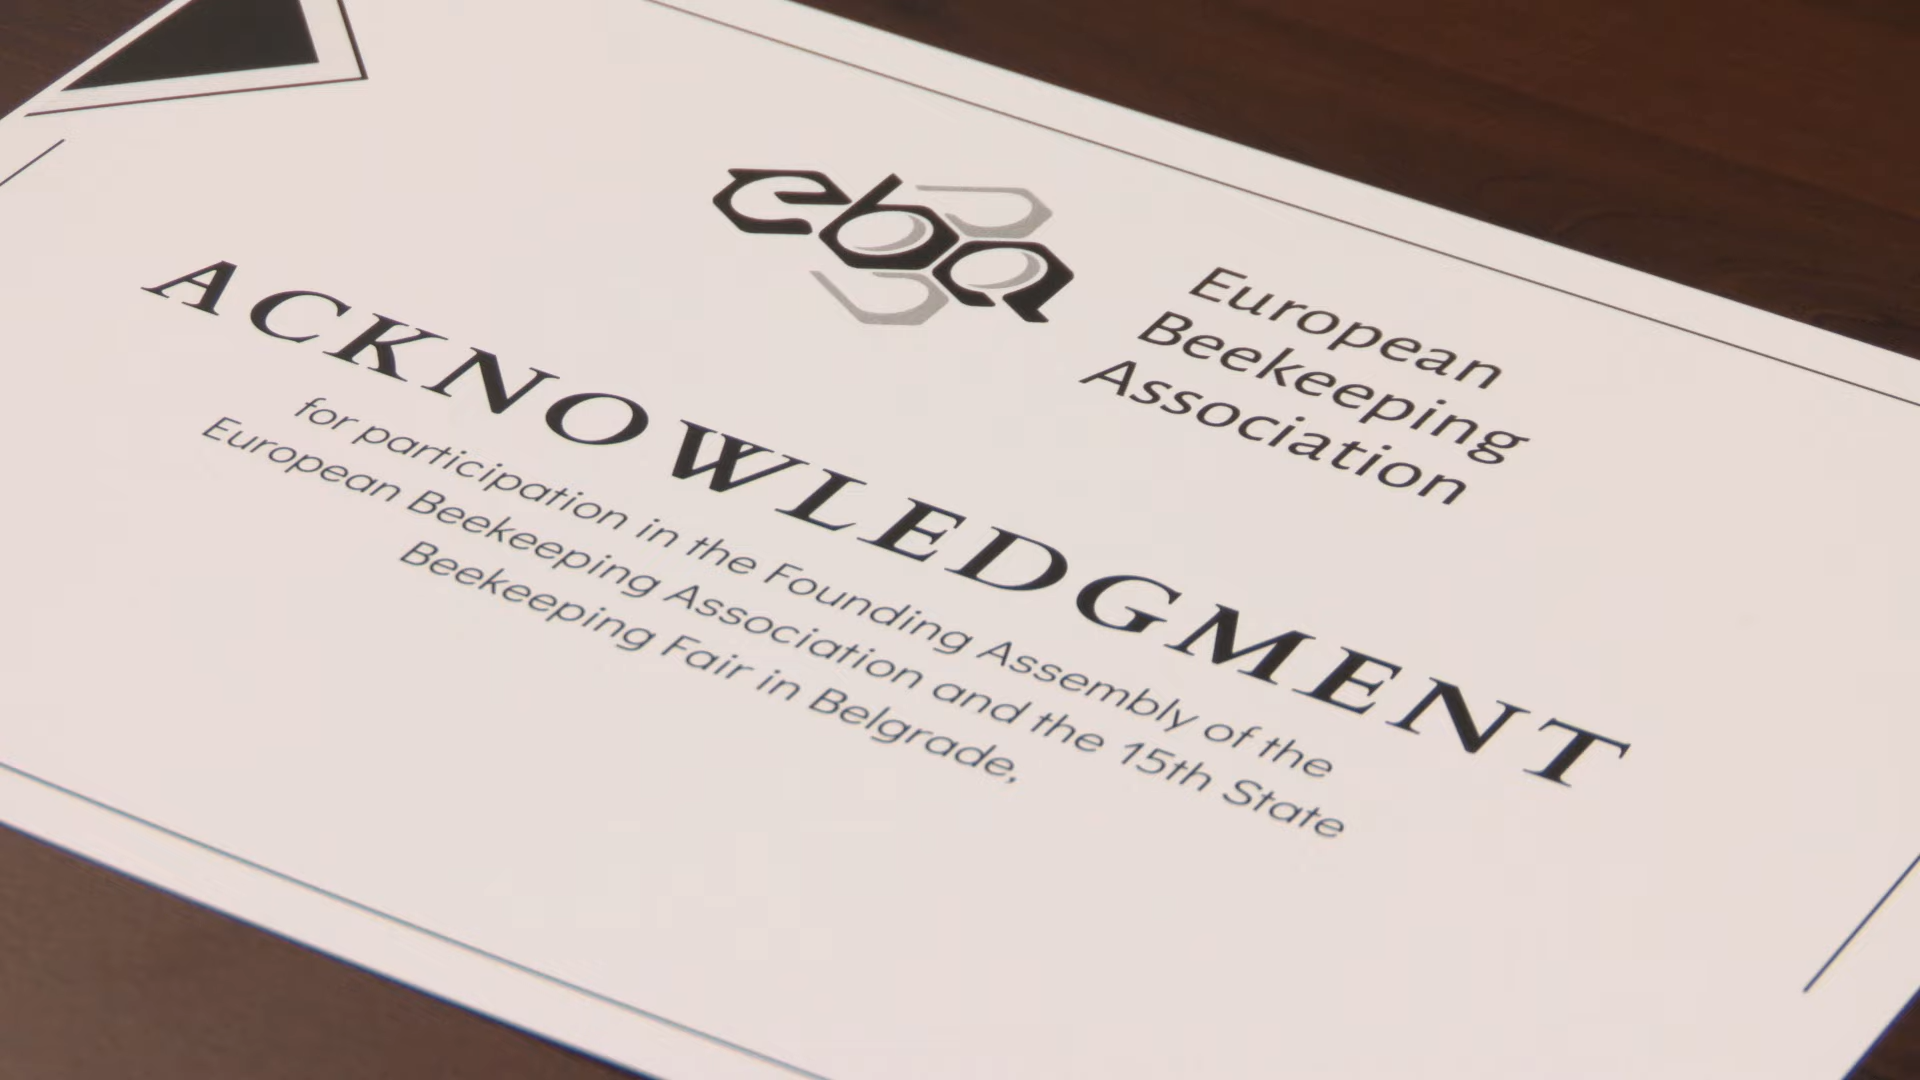 eba
European
Beekeeping
Association
ACKNOWLEDGMENT
for participation in the Founding Assembly of the
European Beekeeping Association and the 15th State
Beekeeping Fair in Belgrade,